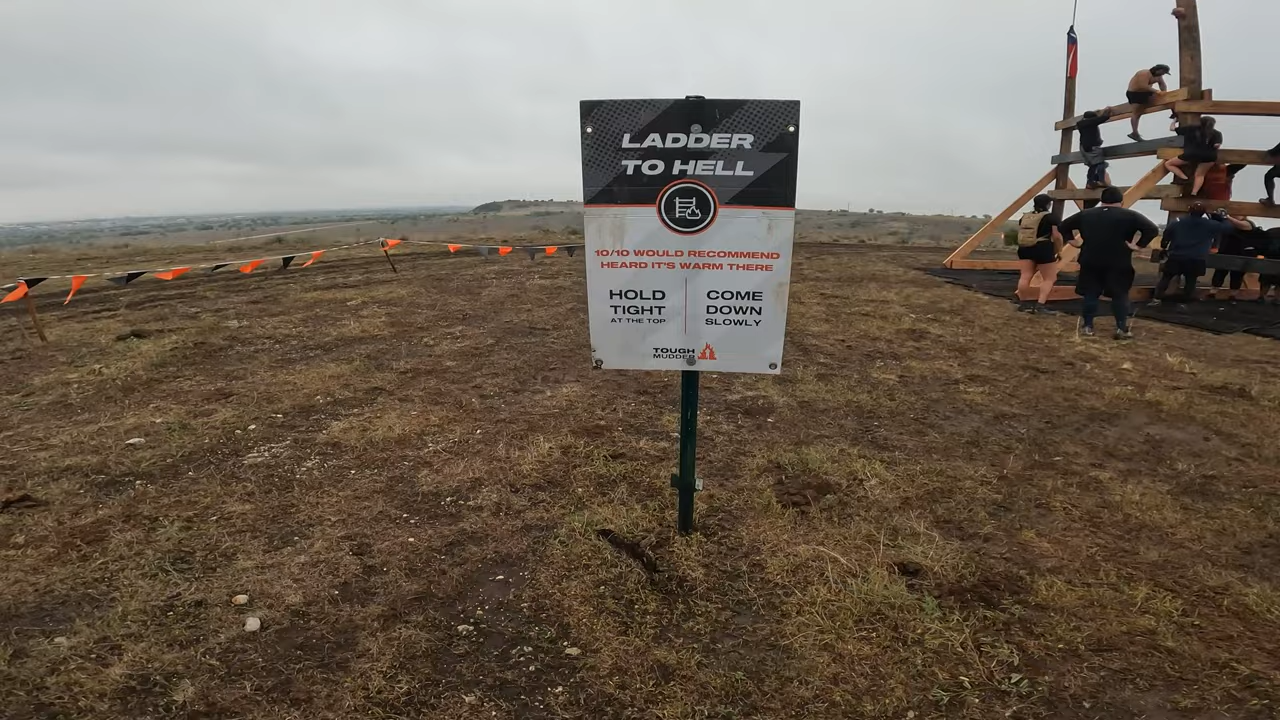 LADDER
TO HELL
10/10 WOULD RECOMMEND
HEARD IT'S WARM THERE
HOLD
TIGHT
AT THE TOP
COME
DOWN
SLOWLY
TOUGH
MUDDER